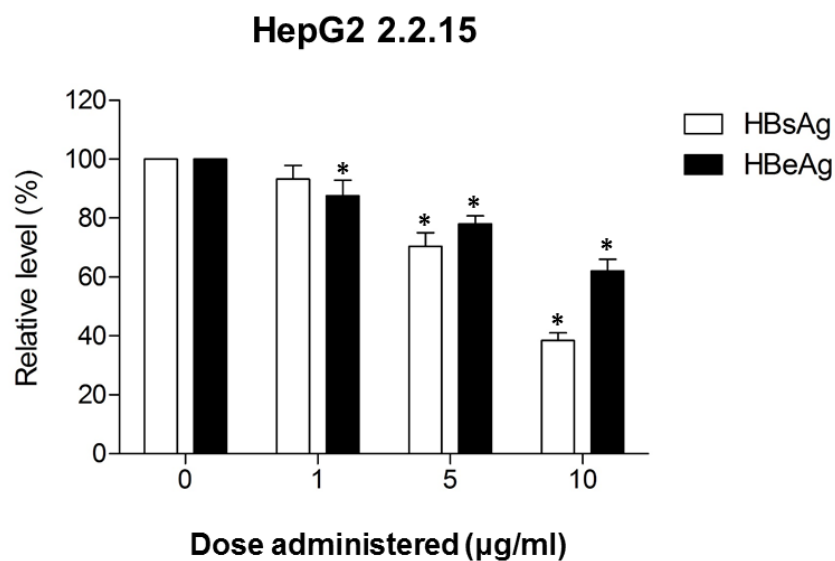 HepG2 2.2.15
HBsAg
HBeAg
Relative level (%)
120
100
80
60
40
20
0
*
*
*
*
*
0 1 5 10
Dose administered (µg/ml)